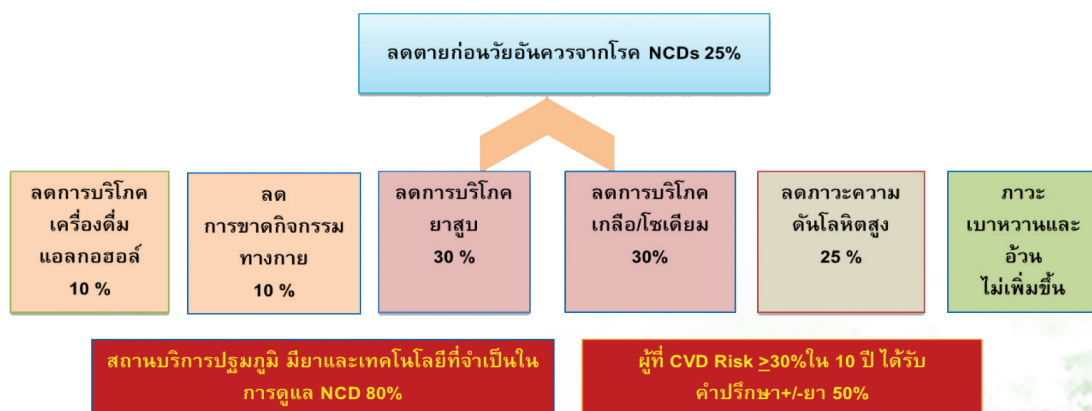 ลดตายก่อนวัยอันควรจากโรค NCDs 25%
ลดการบริโภค
เครื่องดื่ม
แอลกอฮอล์
10 %
ลด
การขาดกิจกรรม
ทางกาย
10 %
ลดการบริโภค
ยาสูบ
30 %
ลดการบริโภค
เกลือ/โซเดียม
30%
ลดภาวะความ
ดันโลหิตสูง
25 %
ภาวะ
เบาหวานและ
อ้วน
ไม่เพิ่มขึ้น
สถานบริการปฐมภูมิ มียาและเทคโนโลยีที่จำเป็นใน
การดูแล NCD 80%
ผู้ที่ CVD Risk ≥30%ใน 10 ปี ได้รับ
คำปรึกษา+/-ยา 50%